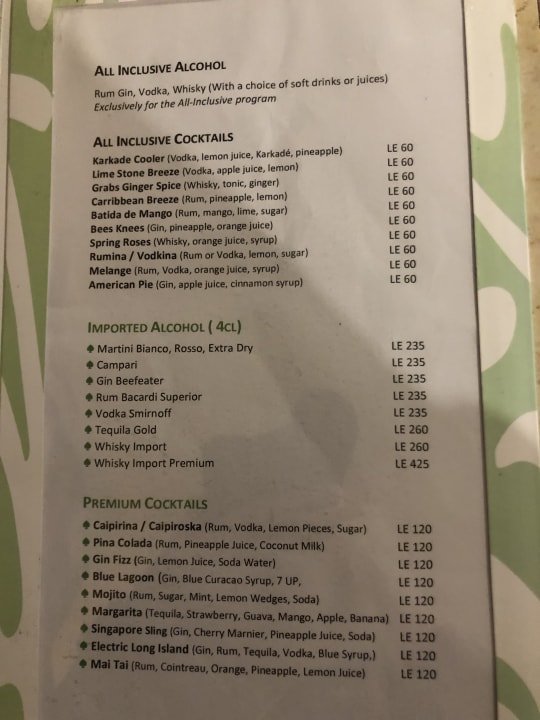 ALL INCLUSIVE ALCOHOL
Rum Gin, Vodka, Whisky (With a choice of soft drinks or juices)
Exclusively for the All-Inclusive program
ALL INCLUSIVE COCKTAILS
Karkade Cooler (Vodka, lemon juice, Karkadé, pineapple) LE 60
Lime Stone Breeze (Vodka, apple juice, lemon) LE 60
Grabs Ginger Spice (Whisky, tonic, ginger) LE 60
Carribbean Breeze (Rum, pineapple, lemon) LE 60
Batida de Mango (Rum, mango, lime, sugar) LE 60
Bees Knees (Gin, pineapple, orange juice) LE 60
Spring Roses (Whisky, orange juice, syrup) LE 60
Rumina / Vodkina (Rum or Vodka, lemon, sugar) LE 60
Melange (Rum, Vodka, orange juice, syrup) LE 60
American Pie (Gin, apple juice, cinnamon syrup) LE 60
IMPORTED ALCOHOL ( 4CL)
♠ Martini Bianco, Rosso, Extra Dry LE 235
♠ Campari LE 235
♠ Gin Beefeater LE 235
♠ Rum Bacardi Superior LE 235
♠ Vodka Smirnoff LE 235
♠ Tequila Gold LE 260
♠ Whisky Import LE 260
♠ Whisky Import Premium LE 425
PREMIUM COCKTAILS
♠ Caipirina / Caipiroska (Rum, Vodka, Lemon Pieces, Sugar) LE 120
♠ Pina Colada (Rum, Pineapple Juice, Coconut Milk) LE 120
♠ Gin Fizz (Gin, Lemon Juice, Soda Water) LE 120
♠ Blue Lagoon (Gin, Blue Curacao Syrup, 7 UP, LE 120
♠ Mojito (Rum, Sugar, Mint, Lemon Wedges, Soda) LE 120
♠ Margarita (Tequila, Strawberry, Guava, Mango, Apple, Banana) LE 120
♠ Singapore Sling (Gin, Cherry Marnier, Pineapple Juice, Soda) LE 120
♠ Electric Long Island (Gin, Rum, Tequila, Vodka, Blue Syrup,) LE 120
♠ Mai Tai (Rum, Cointreau, Orange, Pineapple, Lemon Juice) LE 120